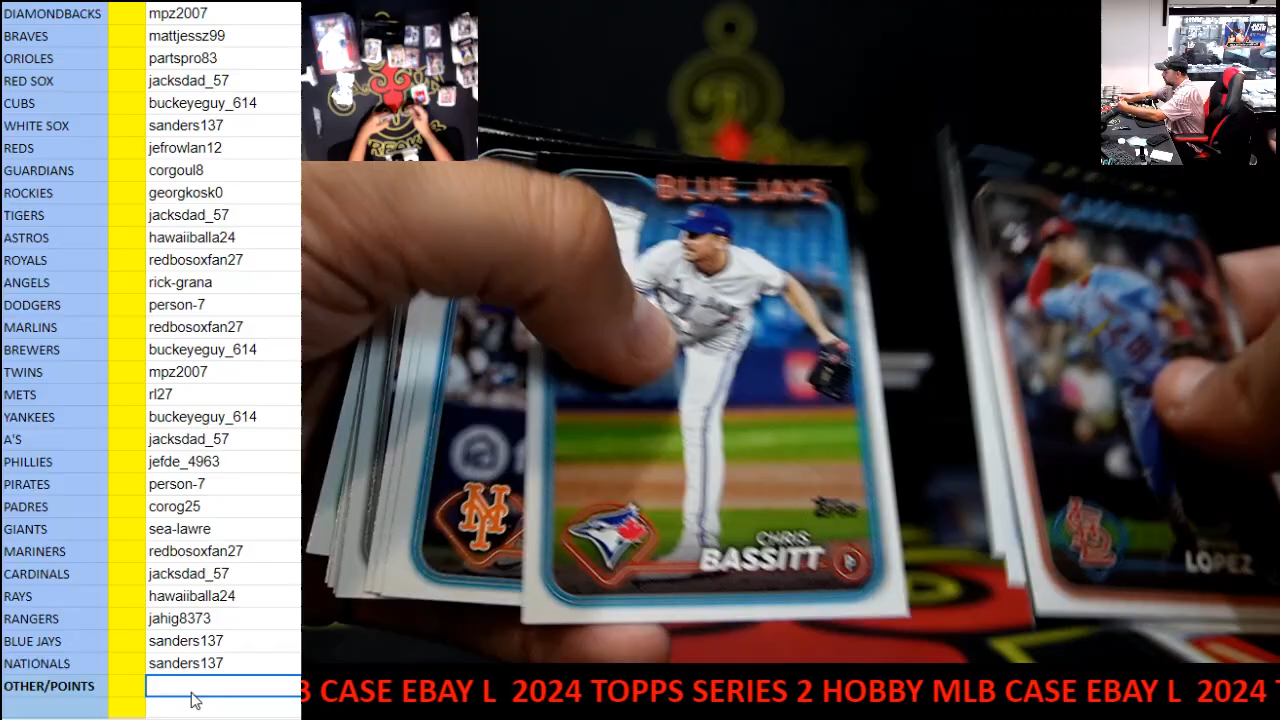 DIAMONDBACKS mpz2007
BRAVES mattjessz99
ORIOLES partspro83
RED SOX jacksdad_57
CUBS buckeyeguy_614
WHITE SOX sanders137
REDS jefrowlan12
GUARDIANS corgoul8
ROCKIES georgkosk0
TIGERS jacksdad_57
ASTROS hawaiiballa24
ROYALS redbosoxfan27
ANGELS rick-grana
DODGERS person-7
MARLINS redbosoxfan27
BREWERS buckeyeguy_614
TWINS mpz2007
METS rl27
YANKEES buckeyeguy_614
A'S jacksdad_57
PHILLIES jefde_4963
PIRATES person-7
PADRES corog25
GIANTS sea-lawre
MARINERS redbosoxfan27
CARDINALS jacksdad_57
RAYS hawaiiballa24
RANGERS jahig8373
BLUE JAYS sanders137
NATIONALS sanders137
OTHER/POINTS
BLUE JAYS
Topps
CHRIS
BASSITT
P
CARDINALS
LOPEZ
CASE EBAY L 2024 TOPPS SERIES 2 HOBBY MLB CASE EBAY L 2024